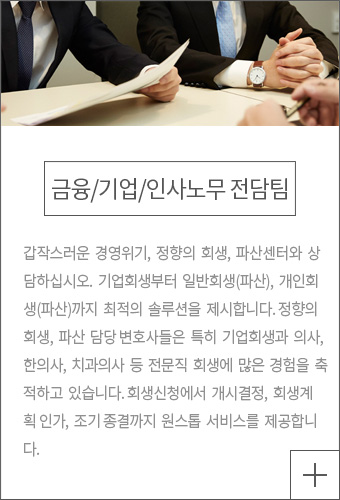 금융/기업/인사노무 전담팀
갑작스러운 경영위기, 정향의 회생, 파산센터와 상
담하십시오. 기업회생부터 일반회생(파산), 개인회
생(파산)까지 최적의 솔루션을 제시합니다.정향의
회생, 파산 담당변호사들은 특히 기업회생과 의사,
한의사, 치과의사 등 전문직 회생에 많은 경험을 축
적하고 있습니다.회생신청에서 개시결정, 회생계
획인가, 조기종결까지 원스톱 서비스를 제공합니
다.